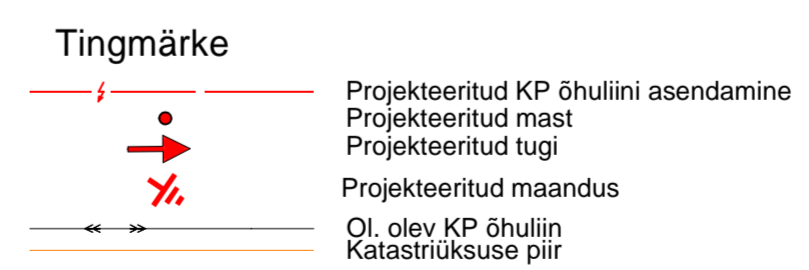 Tingmärke
Projekteeritud KP õhuliini asendamine
Projekteeritud mast
Projekteeritud tugi
Projekteeritud maandus
Ol. olev KP õhuliin
Katastriüksuse piir